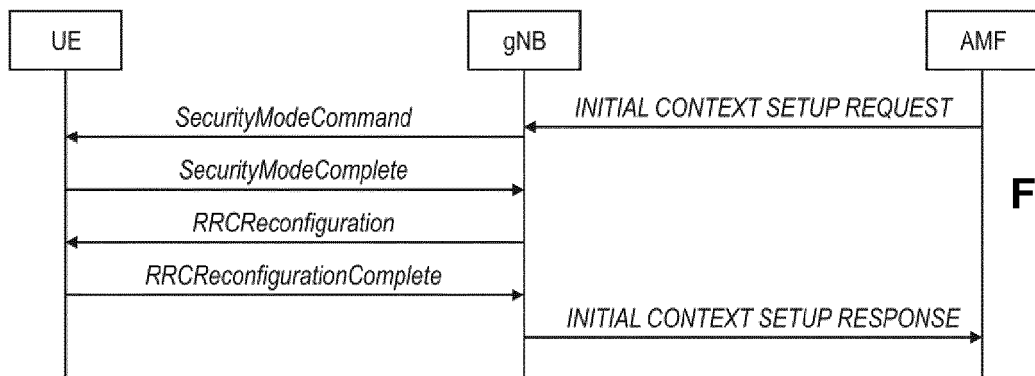 UE
gNB
AMF
INITIAL CONTEXT SETUP REQUEST
SecurityModeCommand
SecurityModeComplete
F
RRCReconfiguration
RRCReconfigurationComplete
INITIAL CONTEXT SETUP RESPONSE